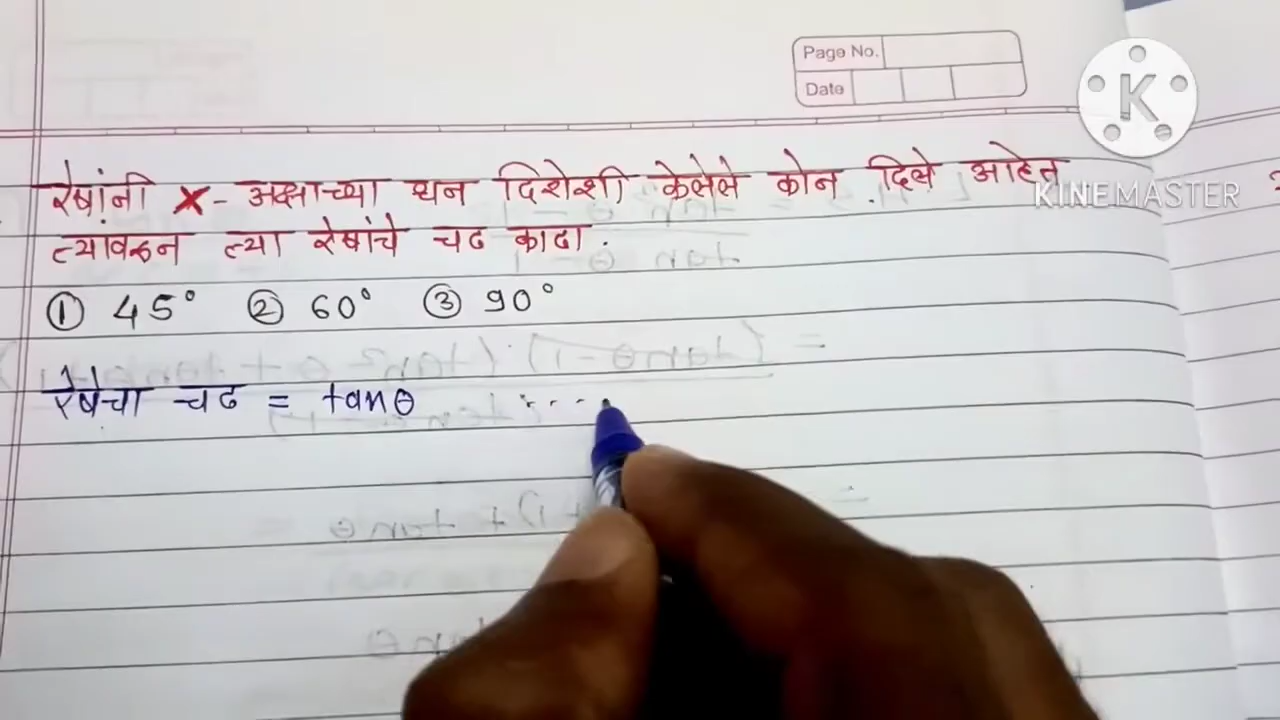 Page No.
Date
K
KINEMASTER
रेषांनी X - अक्षाच्या धन दिशेशी केलेले कोन दिले आहेत
त्यांवरून त्या रेषांचे चढ काढा .
① 45° ② 60° ③ 90°
रेषेचा चढ = tanθ ....